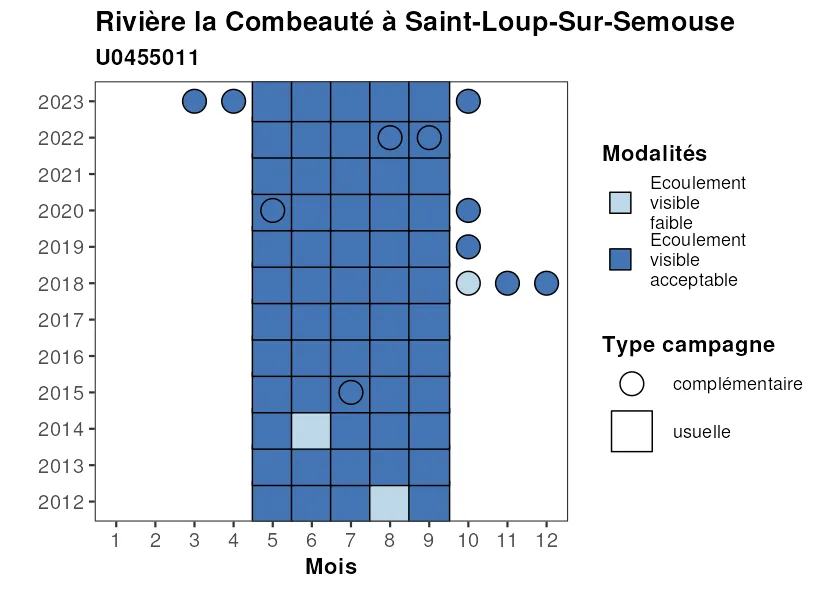 Rivière la Combeauté à Saint-Loup-Sur-Semouse
U0455011
2023
2022
2021
2020
2019
2018
2017
2016
2015
2014
2013
2012
1 2 3 4 5 6 7 8 9 10 11 12
Mois
Modalités
Ecoulement
visible
faible
Ecoulement
visible
acceptable
Type campagne
complémentaire
usuelle